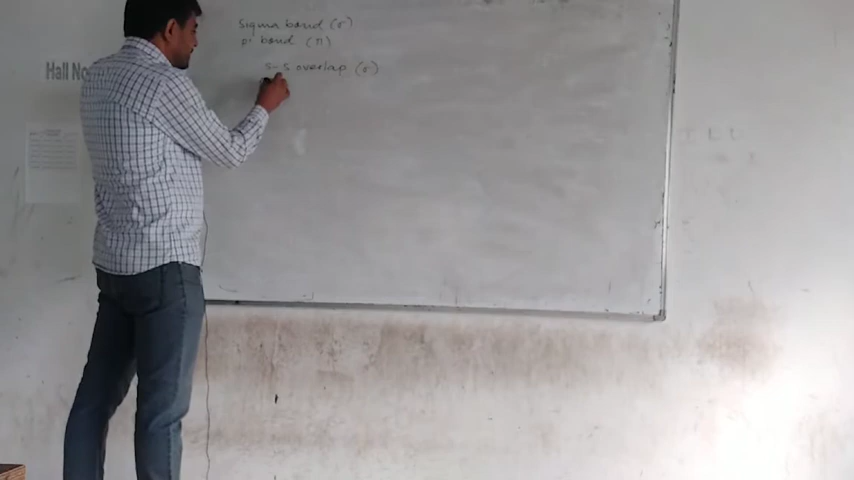 Sigma bond (σ)
pi bond (π)
s-s overlap (σ)
Hall No